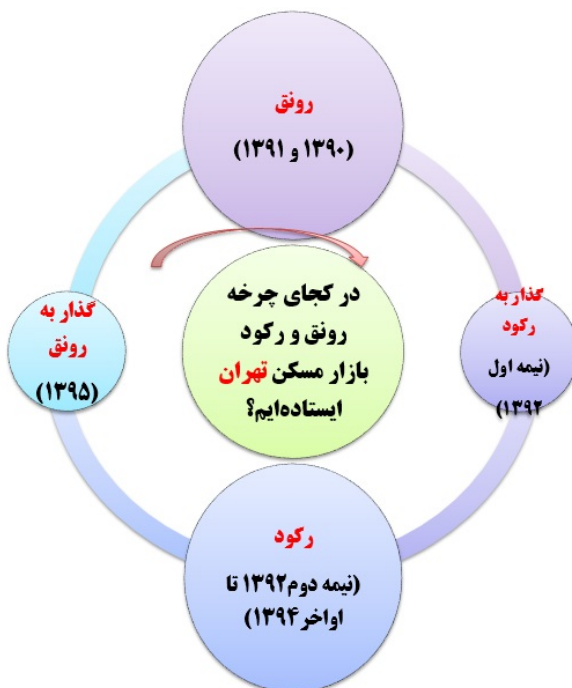 رونق
(۱۳۹۰ و ۱۳۹۱)
گذار به
رکود
(نیمه اول
۱۳۹۲)
در کجای چرخه
رونق و رکود
بازار مسکن تهران
ایستاده‌ایم؟
گذار به
رونق
(۱۳۹۵)
رکود
(نیمه دوم۱۳۹۲ تا
اواخر۱۳۹۴)